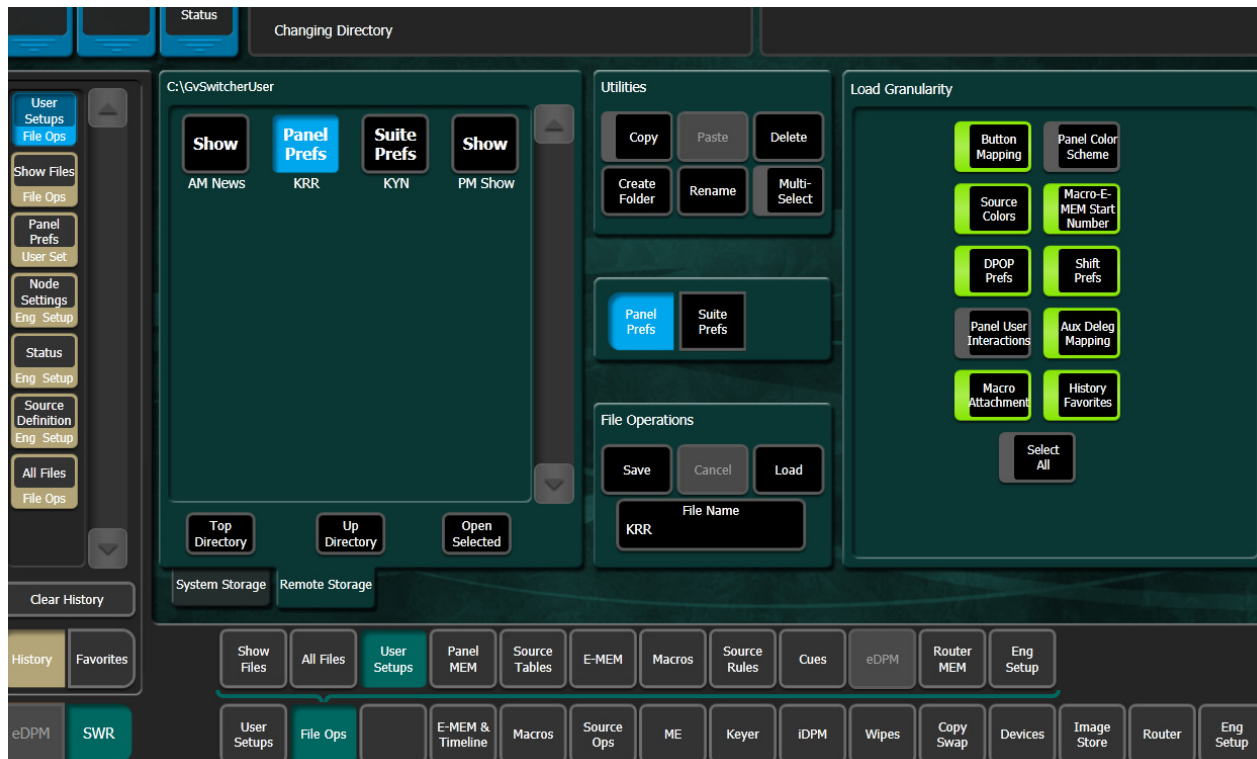 Status
Changing Directory
User
Setups
File Ops
Show Files
File Ops
Panel
Prefs
User Set
Node
Settings
Eng Setup
Status
Eng Setup
Source
Definition
Eng Setup
All Files
File Ops
Clear History
History
Favorites
eDPM
SWR
C:\GvSwitcherUser
Show
AM News
Panel
Prefs
KRR
Suite
Prefs
KYN
Show
PM Show
Top
Directory
Up
Directory
Open
Selected
System Storage
Remote Storage
Utilities
Copy
Paste
Delete
Create
Folder
Rename
Multi-
Select
Panel
Prefs
Suite
Prefs
File Operations
Save
Cancel
Load
File Name
KRR
Load Granularity
Button
Mapping
Panel Color
Scheme
Source
Colors
Macro-E-
MEM Start
Number
DPOP
Prefs
Shift
Prefs
Panel User
Interactions
Aux Deleg
Mapping
Macro
Attachment
History
Favorites
Select
All
Show
Files
All Files
User
Setups
Panel
MEM
Source
Tables
E-MEM
Macros
Source
Rules
Cues
eDPM
Router
MEM
Eng
Setup
User
Setups
File Ops
E-MEM &
Timeline
Macros
Source
Ops
ME
Keyer
iDPM
Wipes
Copy
Swap
Devices
Image
Store
Router
Eng
Setup